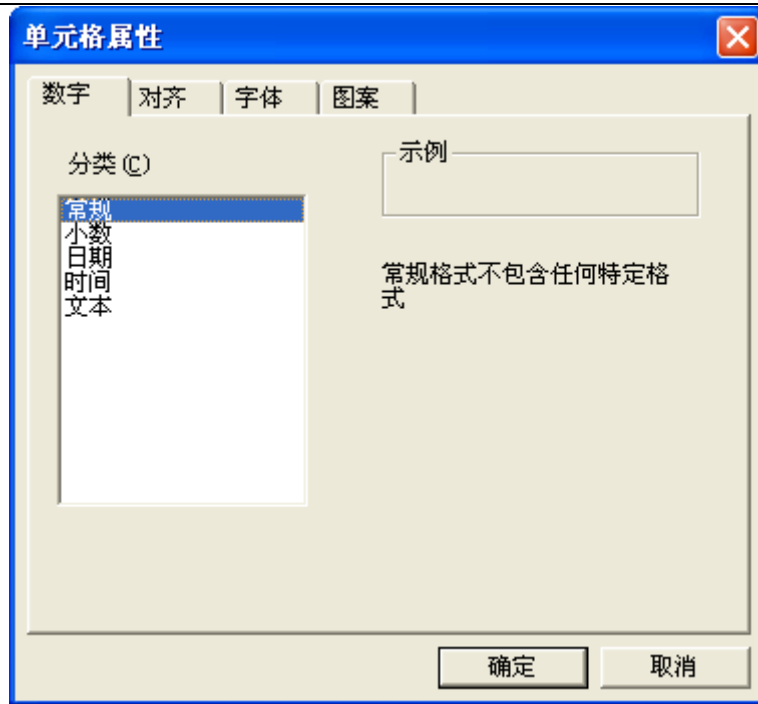 单元格属性
数字 对齐 字体 图案
分类(C)
示例
常规
小数
日期
时间
文本
常规格式不包含任何特定格
式
确定 取消